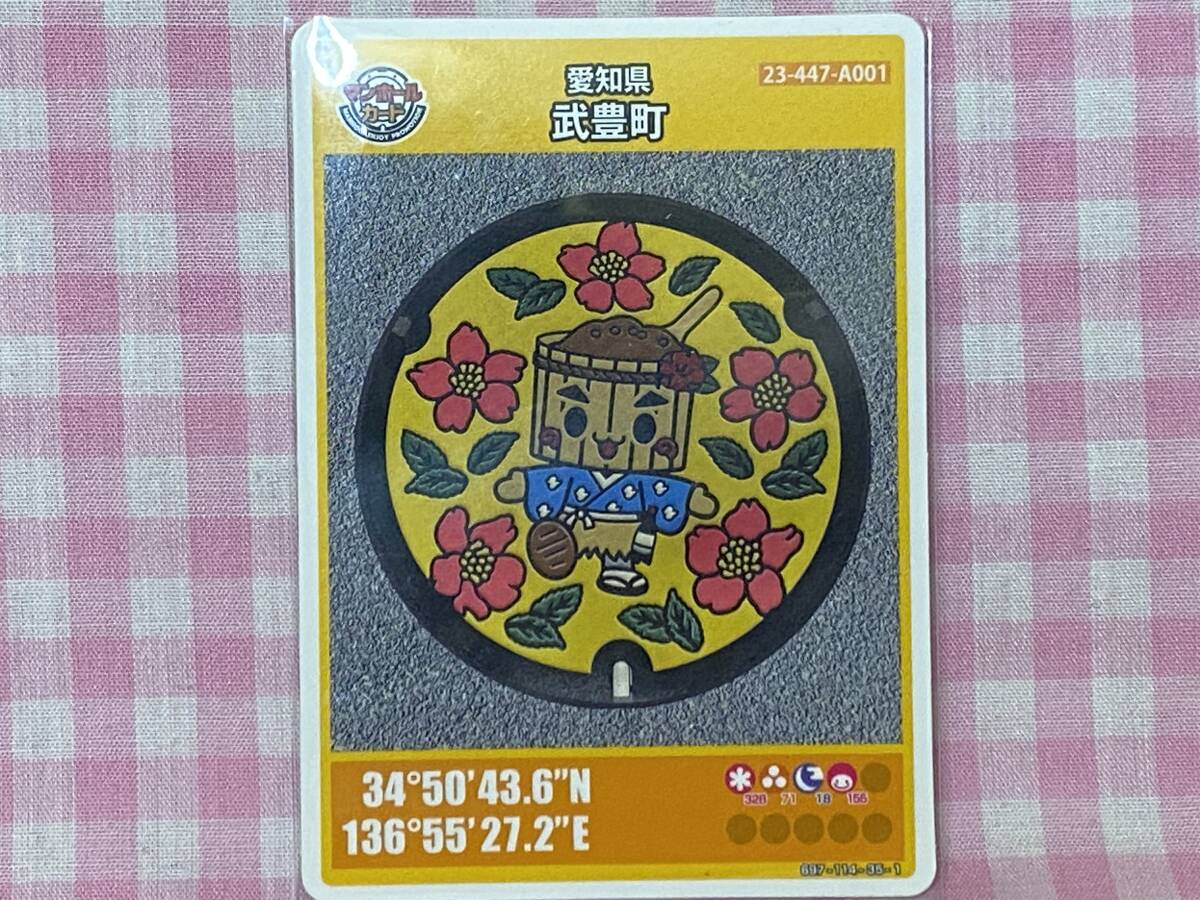 マンホール
カード
愛知県
武豊町
23-447-A001
34°50'43.6"N
136°55'27.2"E
328 71 18 156
697-114-35-1